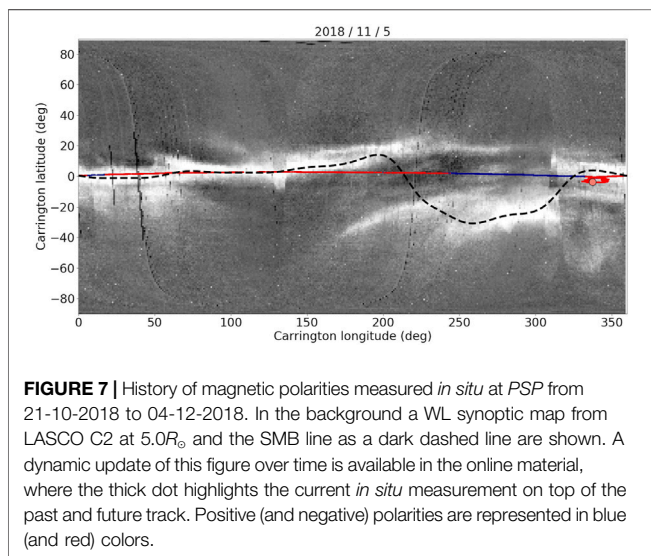 2018 / 11 / 5
80
60
40
20
0
−20
−40
−60
−80
Carrington latitude (deg)
0 50 100 150 200 250 300 350
Carrington longitude (deg)
FIGURE 7 | History of magnetic polarities measured in situ at PSP from
21-10-2018 to 04-12-2018. In the background a WL synoptic map from
LASCO C2 at 5.0R☉ and the SMB line as a dark dashed line are shown. A
dynamic update of this figure over time is available in the online material,
where the thick dot highlights the current in situ measurement on top of the
past and future track. Positive (and negative) polarities are represented in blue
(and red) colors.